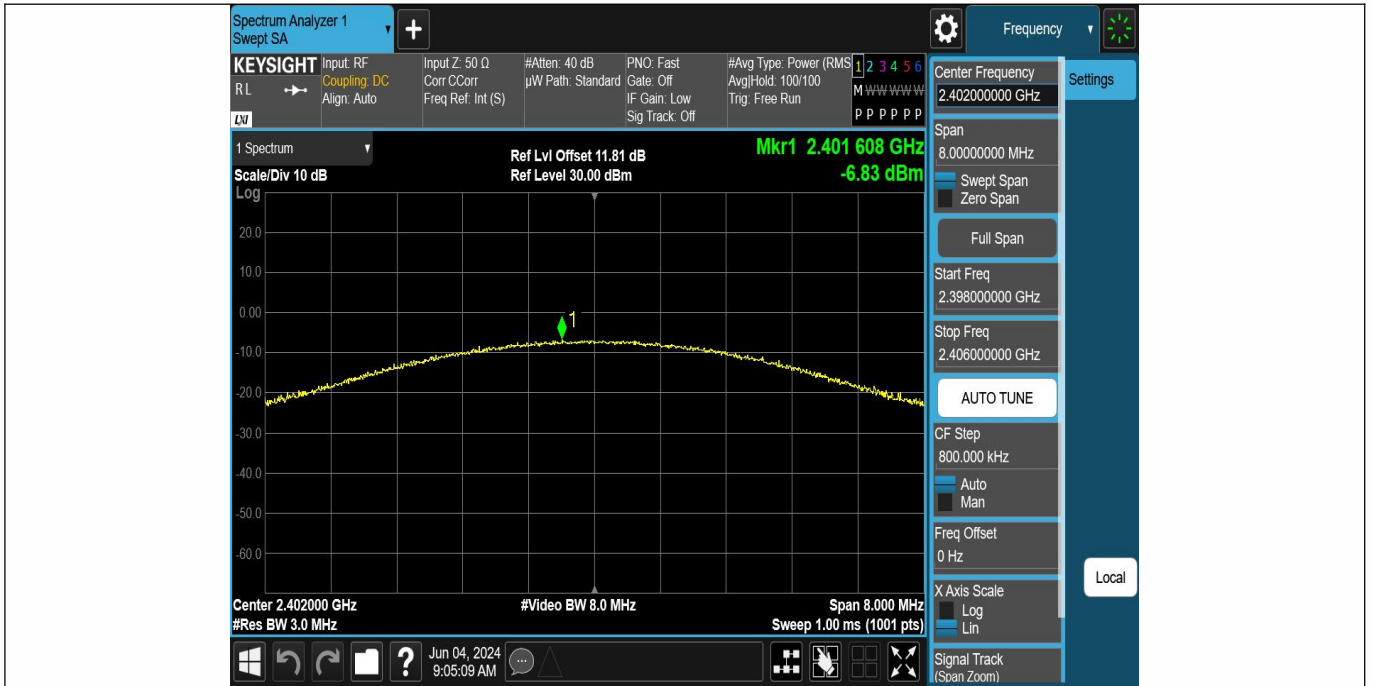 Spectrum Analyzer 1
Swept SA
+
Frequency
KEYSIGHT
RL
LXI
Input: RF
Coupling: DC
Align: Auto
Input Z: 50 Ω
Corr CCorr
Freq Ref: Int (S)
#Atten: 40 dB
µW Path: Standard
PNO: Fast
Gate: Off
IF Gain: Low
Sig Track: Off
#Avg Type: Power (RMS
Avg|Hold: 100/100
Trig: Free Run
1 2 3 4 5 6
M W W W W W
P P P P P P
1 Spectrum
Scale/Div 10 dB
Ref Lvl Offset 11.81 dB
Ref Level 30.00 dBm
Mkr1 2.401 608 GHz
-6.83 dBm
Log
20.0
10.0
0.00
-10.0
-20.0
-30.0
-40.0
-50.0
-60.0
1
Center 2.402000 GHz
#Res BW 3.0 MHz
#Video BW 8.0 MHz
Span 8.000 MHz
Sweep 1.00 ms (1001 pts)
Center Frequency
2.402000000 GHz
Settings
Span
8.00000000 MHz
Swept Span
Zero Span
Full Span
Start Freq
2.398000000 GHz
Stop Freq
2.406000000 GHz
AUTO TUNE
CF Step
800.000 kHz
Auto
Man
Freq Offset
0 Hz
X Axis Scale
Log
Lin
Signal Track
(Span Zoom)
Local
?
Jun 04, 2024
9:05:09 AM